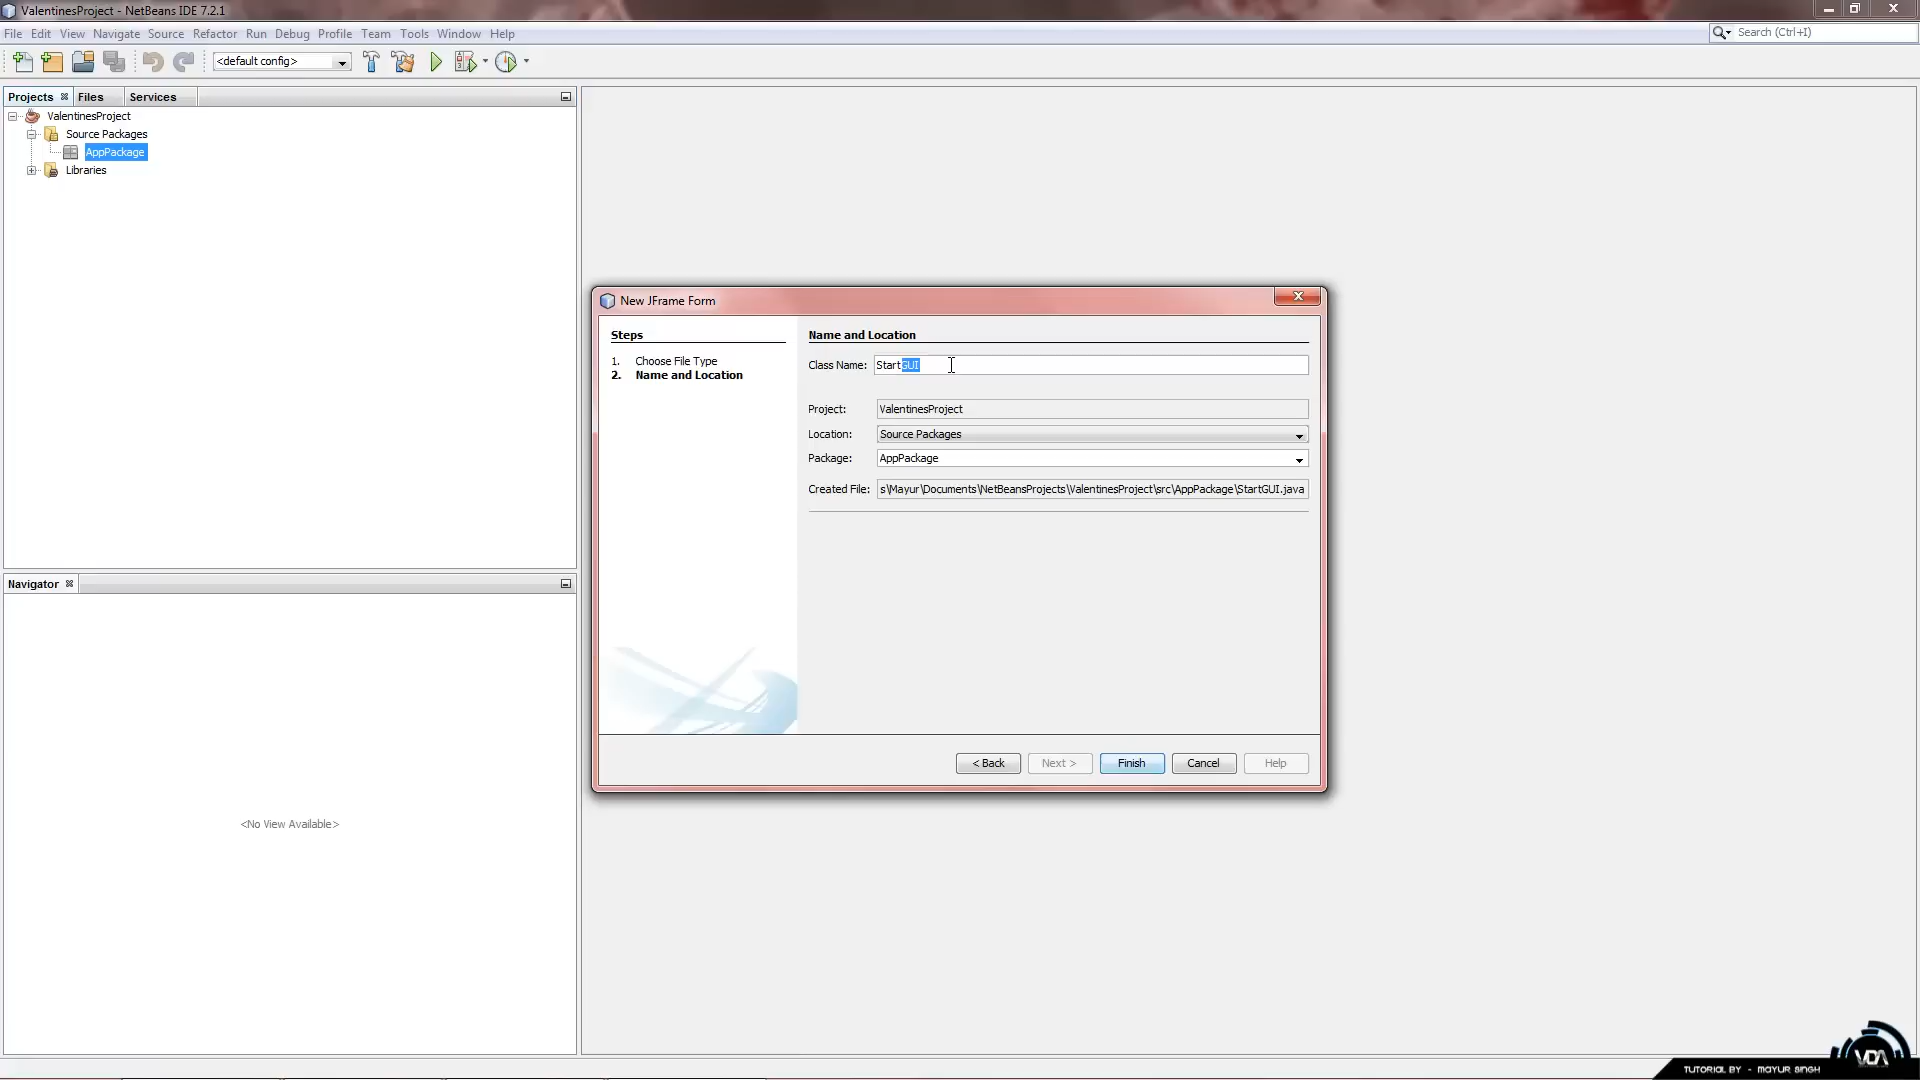 ValentinesProject - NetBeans IDE 7.2.1
File Edit View Navigate Source Refactor Run Debug Profile Team Tools Window Help
Search (Ctrl+I)
<default config>
Projects Files Services
ValentinesProject
Source Packages
AppPackage
Libraries
Navigator
<No View Available>
New JFrame Form
Steps
1. Choose File Type
2. Name and Location
Name and Location
Class Name: StartGUI
Project: ValentinesProject
Location: Source Packages
Package: AppPackage
Created File: s\Mayur\Documents\NetBeansProjects\ValentinesProject\src\AppPackage\StartGUI.java
< Back Next > Finish Cancel Help
VDA
TUTORIAL BY - MAYUR SINGH